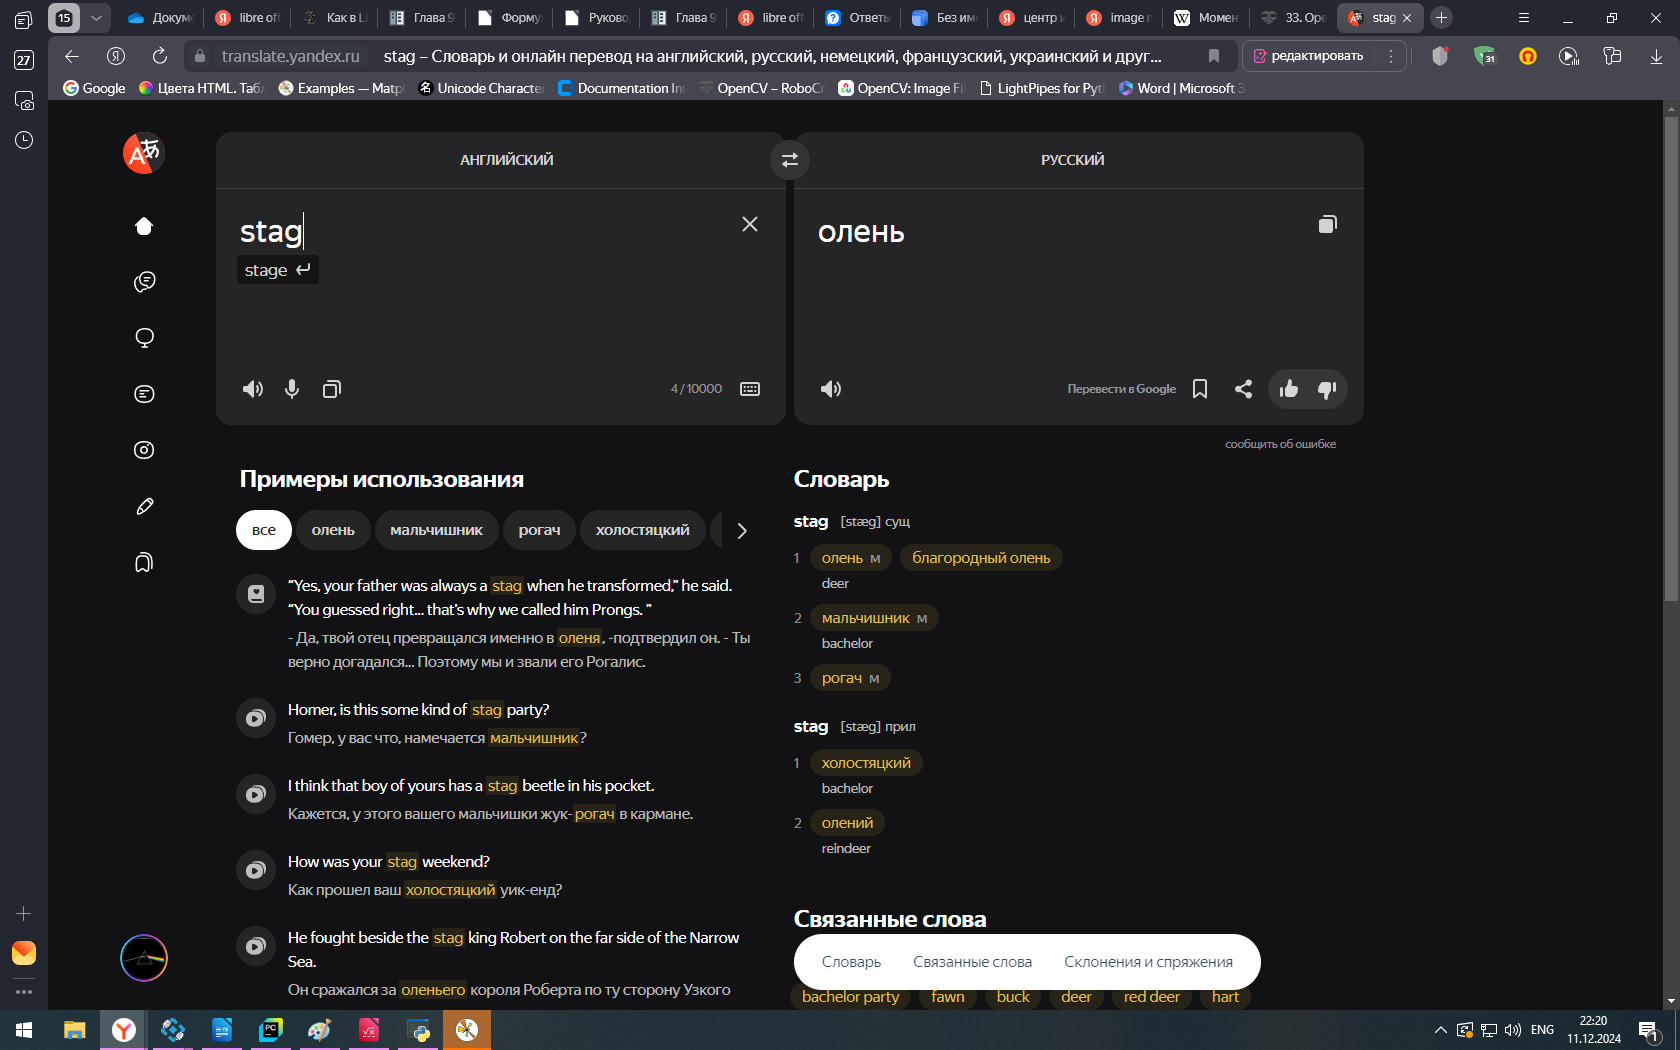 15
Докуме
libre off
Как в Li
Глава 9
Форму
Руково
Глава 9
libre off
Ответы
Без им
центр и
image
Момен
33. Оре
stag
27
translate.yandex.ru
stag – Словарь и онлайн перевод на английский, русский, немецкий, французский, украинский и друг...
редактировать
31
Google
Цвета HTML. Табл
Examples — Matp
Unicode Character
Documentation In
OpenCV – RoboCr
OpenCV: Image Fi
LightPipes for Pyt
Word | Microsoft 3
АНГЛИЙСКИЙ
РУССКИЙ
stag
олень
stage
4 / 10000
Перевести в Google
сообщить об ошибке
Примеры использования
все
олень
мальчишник
рогач
холостяцкий
“Yes, your father was always a stag when he transformed,” he said.
“You guessed right... that's why we called him Prongs. ”
- Да, твой отец превращался именно в оленя, -подтвердил он. - Ты
верно догадался... Поэтому мы и звали его Рогалис.
Homer, is this some kind of stag party?
Гомер, у вас что, намечается мальчишник?
I think that boy of yours has a stag beetle in his pocket.
Кажется, у этого вашего мальчишки жук-рогач в кармане.
How was your stag weekend?
Как прошел ваш холостяцкий уик-енд?
He fought beside the stag king Robert on the far side of the Narrow
Sea.
Он сражался за оленьего короля Роберта по ту сторону Узкого
Словарь
stag [stæg] сущ
1 олень м благородный олень
deer
2 мальчишник м
bachelor
3 рогач м
stag [stæg] прил
1 холостяцкий
bachelor
2 олений
reindeer
Связанные слова
Словарь
Связанные слова
Склонения и спряжения
bachelor party
fawn
buck
deer
red deer
hart
PC
ENG
22:20
11.12.2024
1